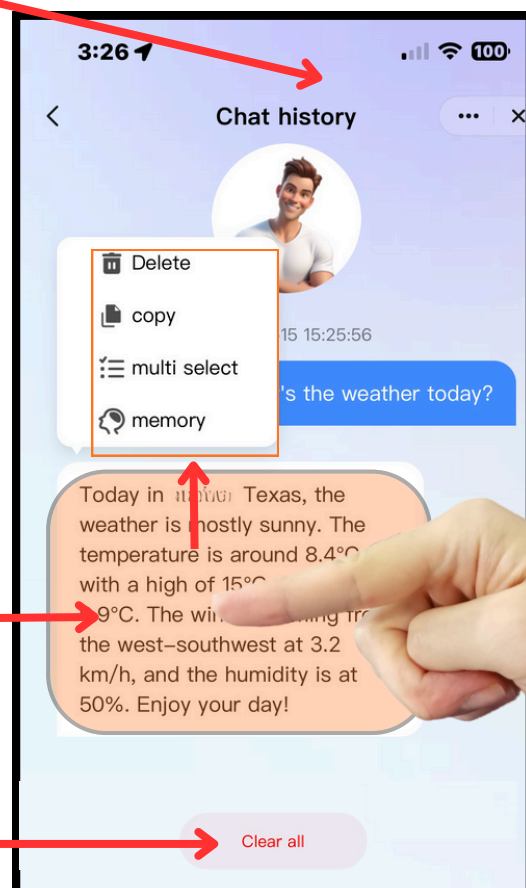 3:26
100
Chat history
Delete
copy
multi select
memory
15 15:25:56
's the weather today?
Today in Texas, the
weather is mostly sunny. The
temperature is around 8.4°C
with a high of 15°C
9°C. The
the west-southwest at 3.2
km/h, and the humidity is at
50%. Enjoy your day!
Clear all